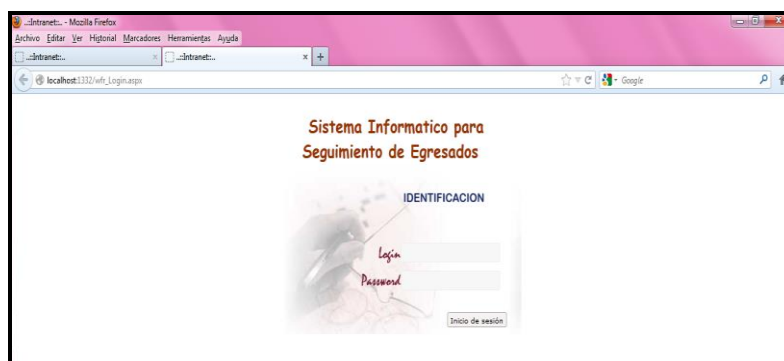 ..:Intranet:.. - Mozilla Firefox
Archivo Editar Ver Historial Marcadores Herramientas Ayuda
..:Intranet:.. ..:Intranet:..
localhost:1332/wfr_Login.aspx Google
Sistema Informatico para
Seguimiento de Egresados
IDENTIFICACION
Login
Password
Inicio de sesión